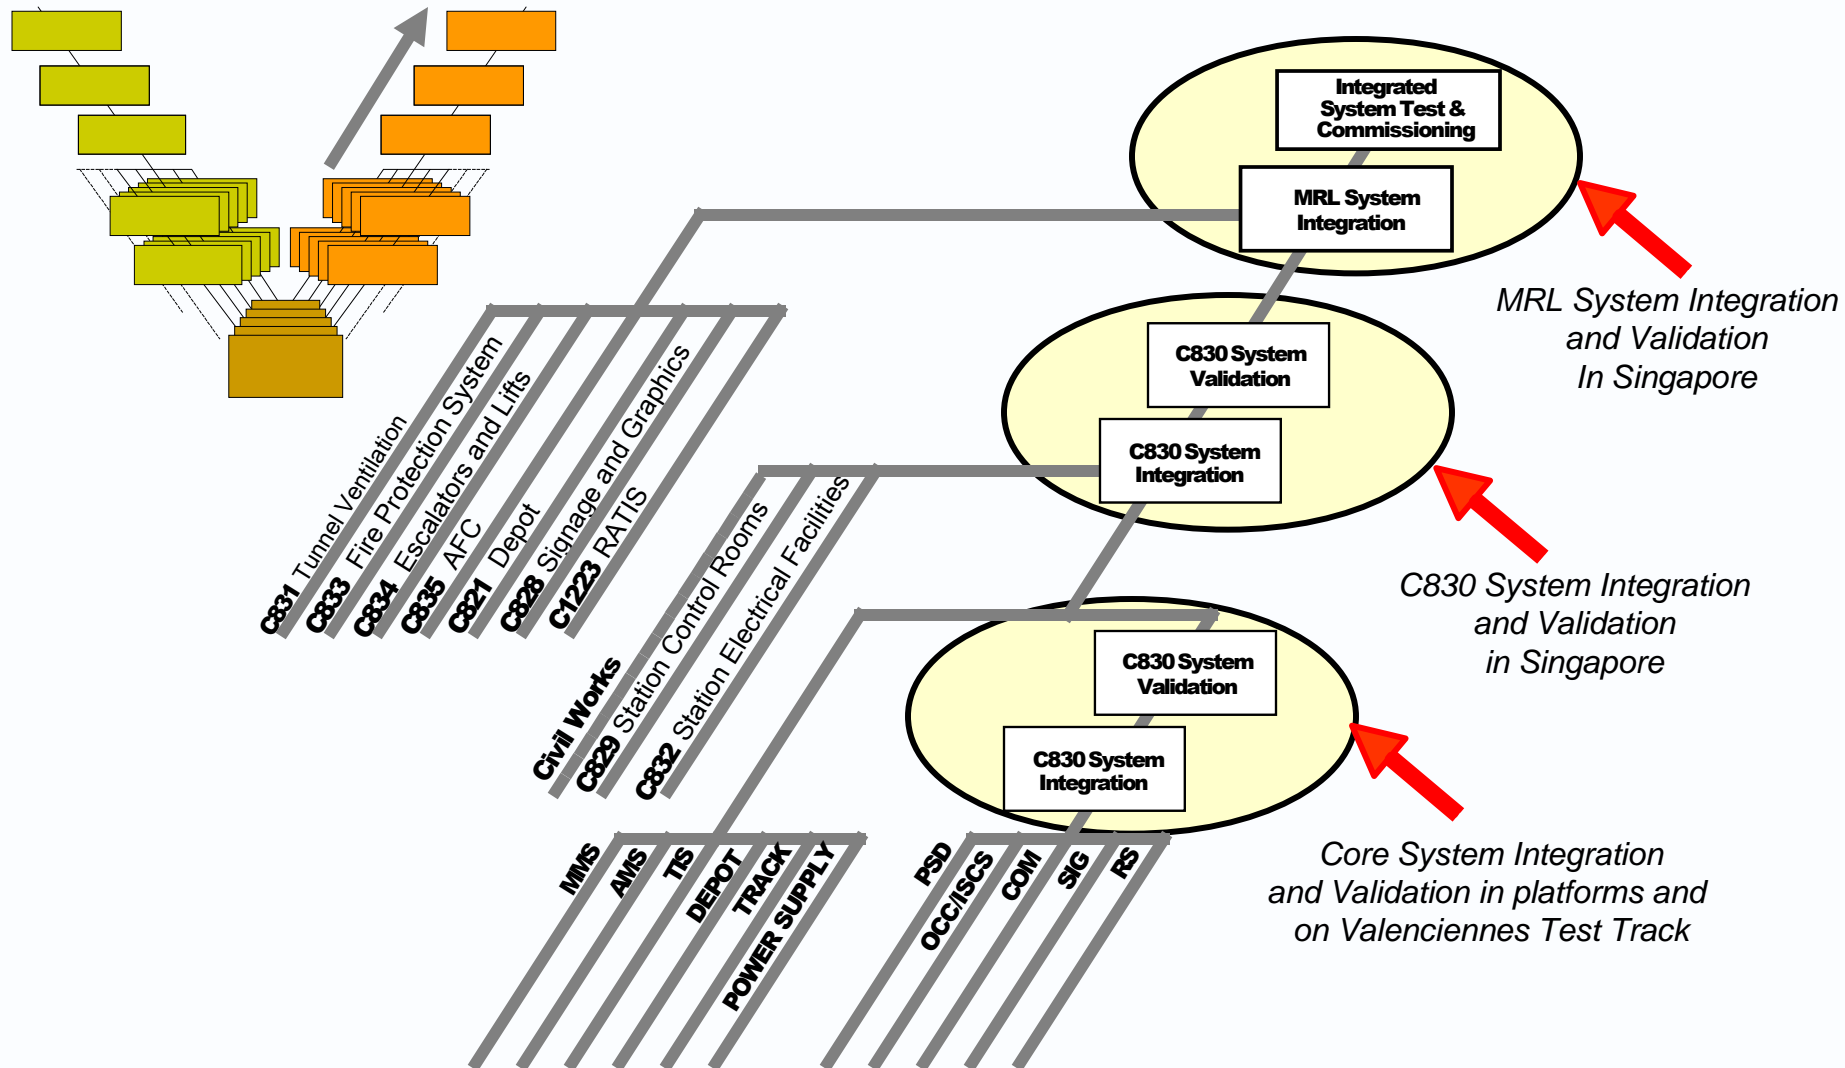 Integrated
System Test &
Commissioning
MRL System
Integration
MRL System Integration
and Validation
In Singapore
C830 System
Validation
C830 System
Integration
C830 System Integration
and Validation
in Singapore
C831 Tunnel Ventilation
C833 Fire Protection System
C834 Escalators and Lifts
C835 AFC
C821 Depot
C828 Signage and Graphics
C1223 RATIS
Civil Works
C829 Station Control Rooms
C832 Station Electrical Facilities
C830 System
Validation
C830 System
Integration
Core System Integration
and Validation in platforms and
on Valenciennes Test Track
MMS
AMS
TIS
DEPOT
TRACK
POWER SUPPLY
PSD
OCC/ISCS
COM
SIG
RS